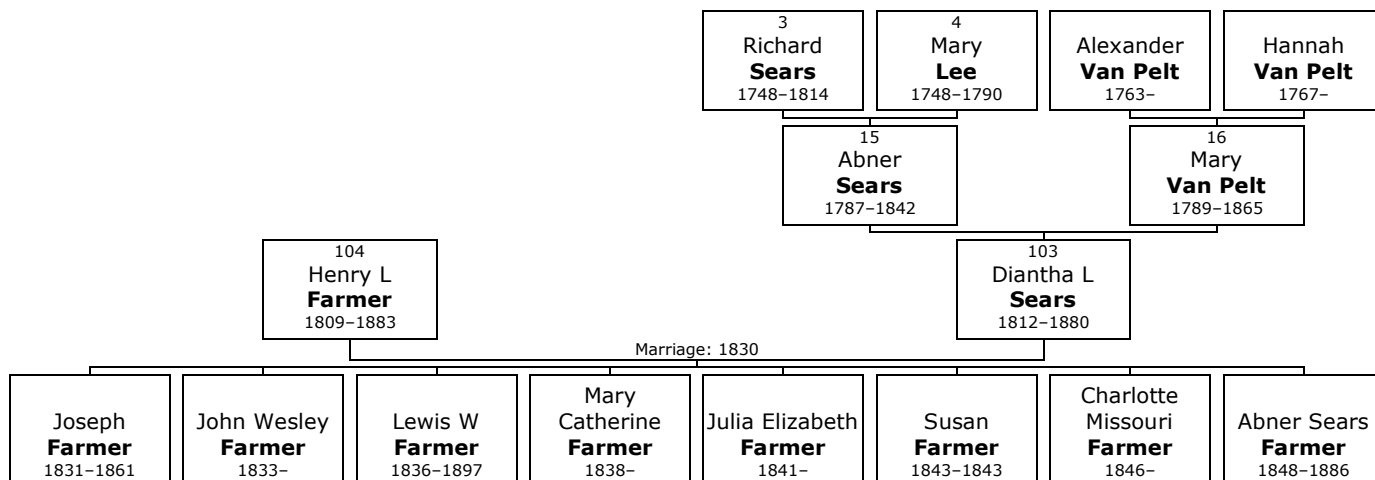 3
Richard
Sears
1748–1814
4
Mary
Lee
1748–1790
Alexander
Van Pelt
1763–
Hannah
Van Pelt
1767–
15
Abner
Sears
1787–1842
16
Mary
Van Pelt
1789–1865
104
Henry L
Farmer
1809–1883
103
Diantha L
Sears
1812–1880
Marriage: 1830
Joseph
Farmer
1831–1861
John Wesley
Farmer
1833–
Lewis W
Farmer
1836–1897
Mary
Catherine
Farmer
1838–
Julia Elizabeth
Farmer
1841–
Susan
Farmer
1843–1843
Charlotte
Missouri
Farmer
1846–
Abner Sears
Farmer
1848–1886